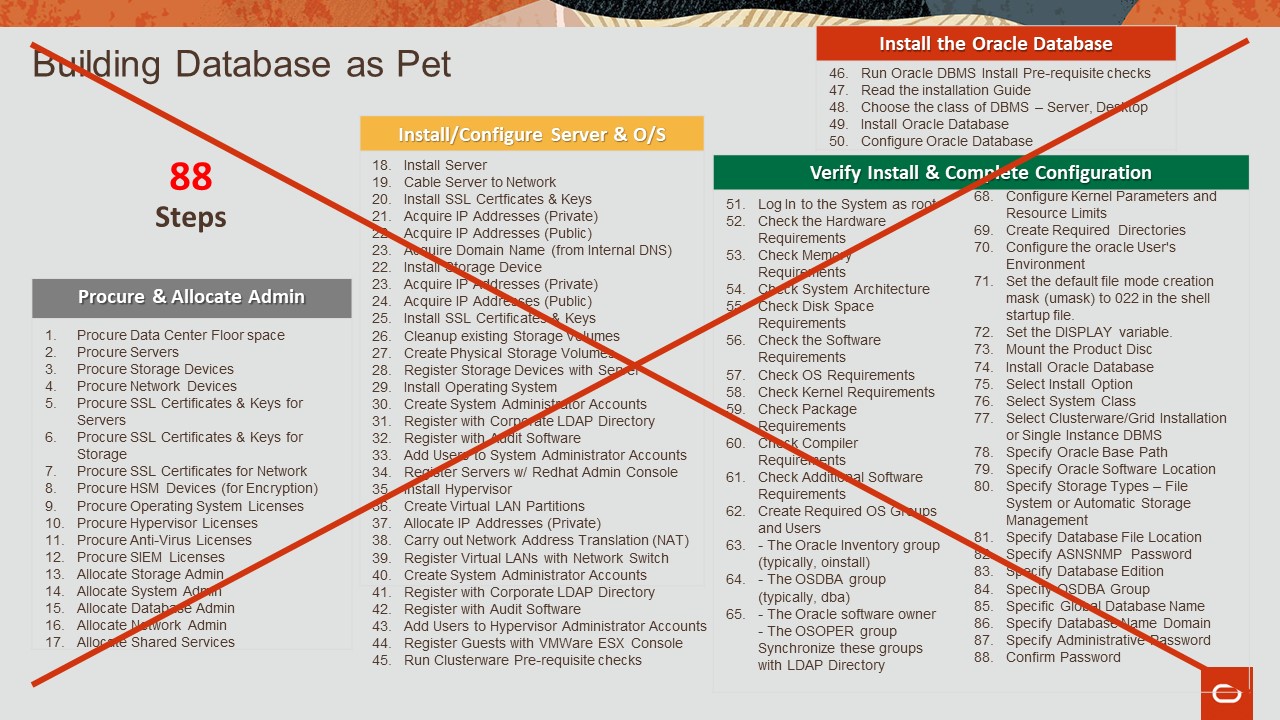 Building Database as Pet
88
Steps
Procure & Allocate Admin
1. Procure Data Center Floor space
2. Procure Servers
3. Procure Storage Devices
4. Procure Network Devices
5. Procure SSL Certificates & Keys for
Servers
6. Procure SSL Certificates & Keys for
Storage
7. Procure SSL Certificates for Network
8. Procure HSM Devices (for Encryption)
9. Procure Operating System Licenses
10. Procure Hypervisor Licenses
11. Procure Anti-Virus Licenses
12. Procure SIEM Licenses
13. Allocate Storage Admin
14. Allocate System Admin
15. Allocate Database Admin
16. Allocate Network Admin
17. Allocate Shared Services
Install/Configure Server & O/S
18. Install Server
19. Cable Server to Network
20. Install SSL Certficates & Keys
21. Acquire IP Addresses (Private)
22. Acquire IP Addresses (Public)
23. Acquire Domain Name (from Internal DNS)
22. Install Storage Device
23. Acquire IP Addresses (Private)
24. Acquire IP Addresses (Public)
25. Install SSL Certificates & Keys
26. Cleanup existing Storage Volumes
27. Create Physical Storage Volumes
28. Register Storage Devices with Server
29. Install Operating System
30. Create System Administrator Accounts
31. Register with Corporate LDAP Directory
32. Register with Audit Software
33. Add Users to System Administrator Accounts
34. Register Servers w/ Redhat Admin Console
35. Install Hypervisor
36. Create Virtual LAN Partitions
37. Allocate IP Addresses (Private)
38. Carry out Network Address Translation (NAT)
39. Register Virtual LANs with Network Switch
40. Create System Administrator Accounts
41. Register with Corporate LDAP Directory
42. Register with Audit Software
43. Add Users to Hypervisor Administrator Accounts
44. Register Guests with VMWare ESX Console
45. Run Clusterware Pre-requisite checks
Install the Oracle Database
46. Run Oracle DBMS Install Pre-requisite checks
47. Read the installation Guide
48. Choose the class of DBMS – Server, Desktop
49. Install Oracle Database
50. Configure Oracle Database
Verify Install & Complete Configuration
51. Log In to the System as root
52. Check the Hardware
Requirements
53. Check Memory
Requirements
54. Check System Architecture
55. Check Disk Space
Requirements
56. Check the Software
Requirements
57. Check OS Requirements
58. Check Kernel Requirements
59. Check Package
Requirements
60. Check Compiler
Requirements
61. Check Additional Software
Requirements
62. Create Required OS Groups
and Users
63. - The Oracle Inventory group
(typically, oinstall)
64. - The OSDBA group
(typically, dba)
65. - The Oracle software owner
- The OSOPER group
Synchronize these groups
with LDAP Directory
68. Configure Kernel Parameters and
Resource Limits
69. Create Required Directories
70. Configure the oracle User's
Environment
71. Set the default file mode creation
mask (umask) to 022 in the shell
startup file.
72. Set the DISPLAY variable.
73. Mount the Product Disc
74. Install Oracle Database
75. Select Install Option
76. Select System Class
77. Select Clusterware/Grid Installation
or Single Instance DBMS
78. Specify Oracle Base Path
79. Specify Oracle Software Location
80. Specify Storage Types – File
System or Automatic Storage
Management
81. Specify Database File Location
82. Specify ASNSNMP Password
83. Specify Database Edition
84. Specify OSDBA Group
85. Specific Global Database Name
86. Specify Database Name Domain
87. Specify Administrative Password
88. Confirm Password